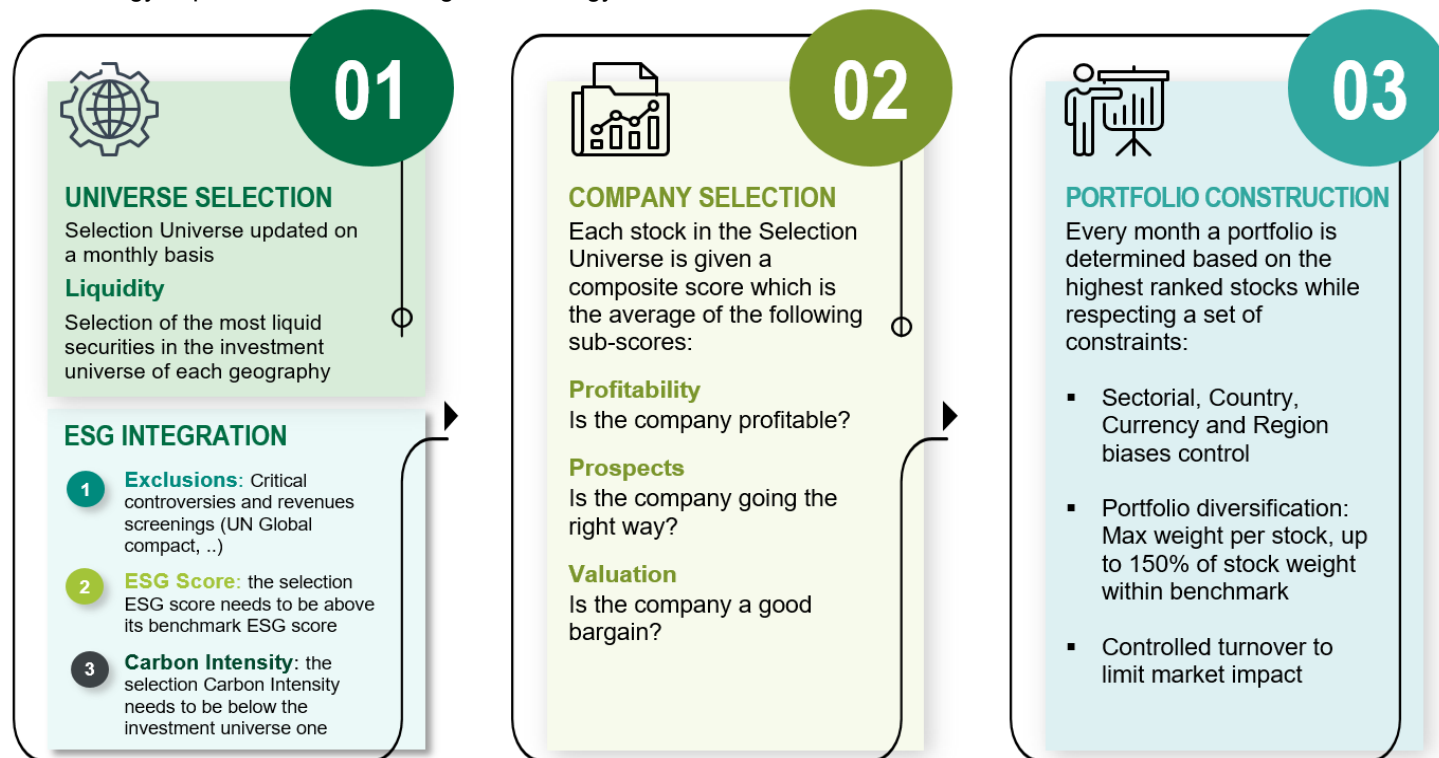 01
UNIVERSE SELECTION
Selection Universe updated on
a monthly basis
Liquidity
Selection of the most liquid
securities in the investment
universe of each geography
ESG INTEGRATION
1
Exclusions: Critical
controversies and revenues
screenings (UN Global
compact, ..)
2
ESG Score: the selection
ESG score needs to be above
its benchmark ESG score
3
Carbon Intensity: the
selection Carbon Intensity
needs to be below the
investment universe one
02
COMPANY SELECTION
Each stock in the Selection
Universe is given a
composite score which is
the average of the following
sub-scores:
Profitability
Is the company profitable?
Prospects
Is the company going the
right way?
Valuation
Is the company a good
bargain?
03
PORTFOLIO CONSTRUCTION
Every month a portfolio is
determined based on the
highest ranked stocks while
respecting a set of
constraints:
▪ Sectorial, Country,
Currency and Region
biases control
▪ Portfolio diversification:
Max weight per stock, up
to 150% of stock weight
within benchmark
▪ Controlled turnover to
limit market impact